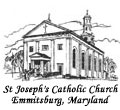 St Joseph's Catholic Church
Emmitsburg, Maryland